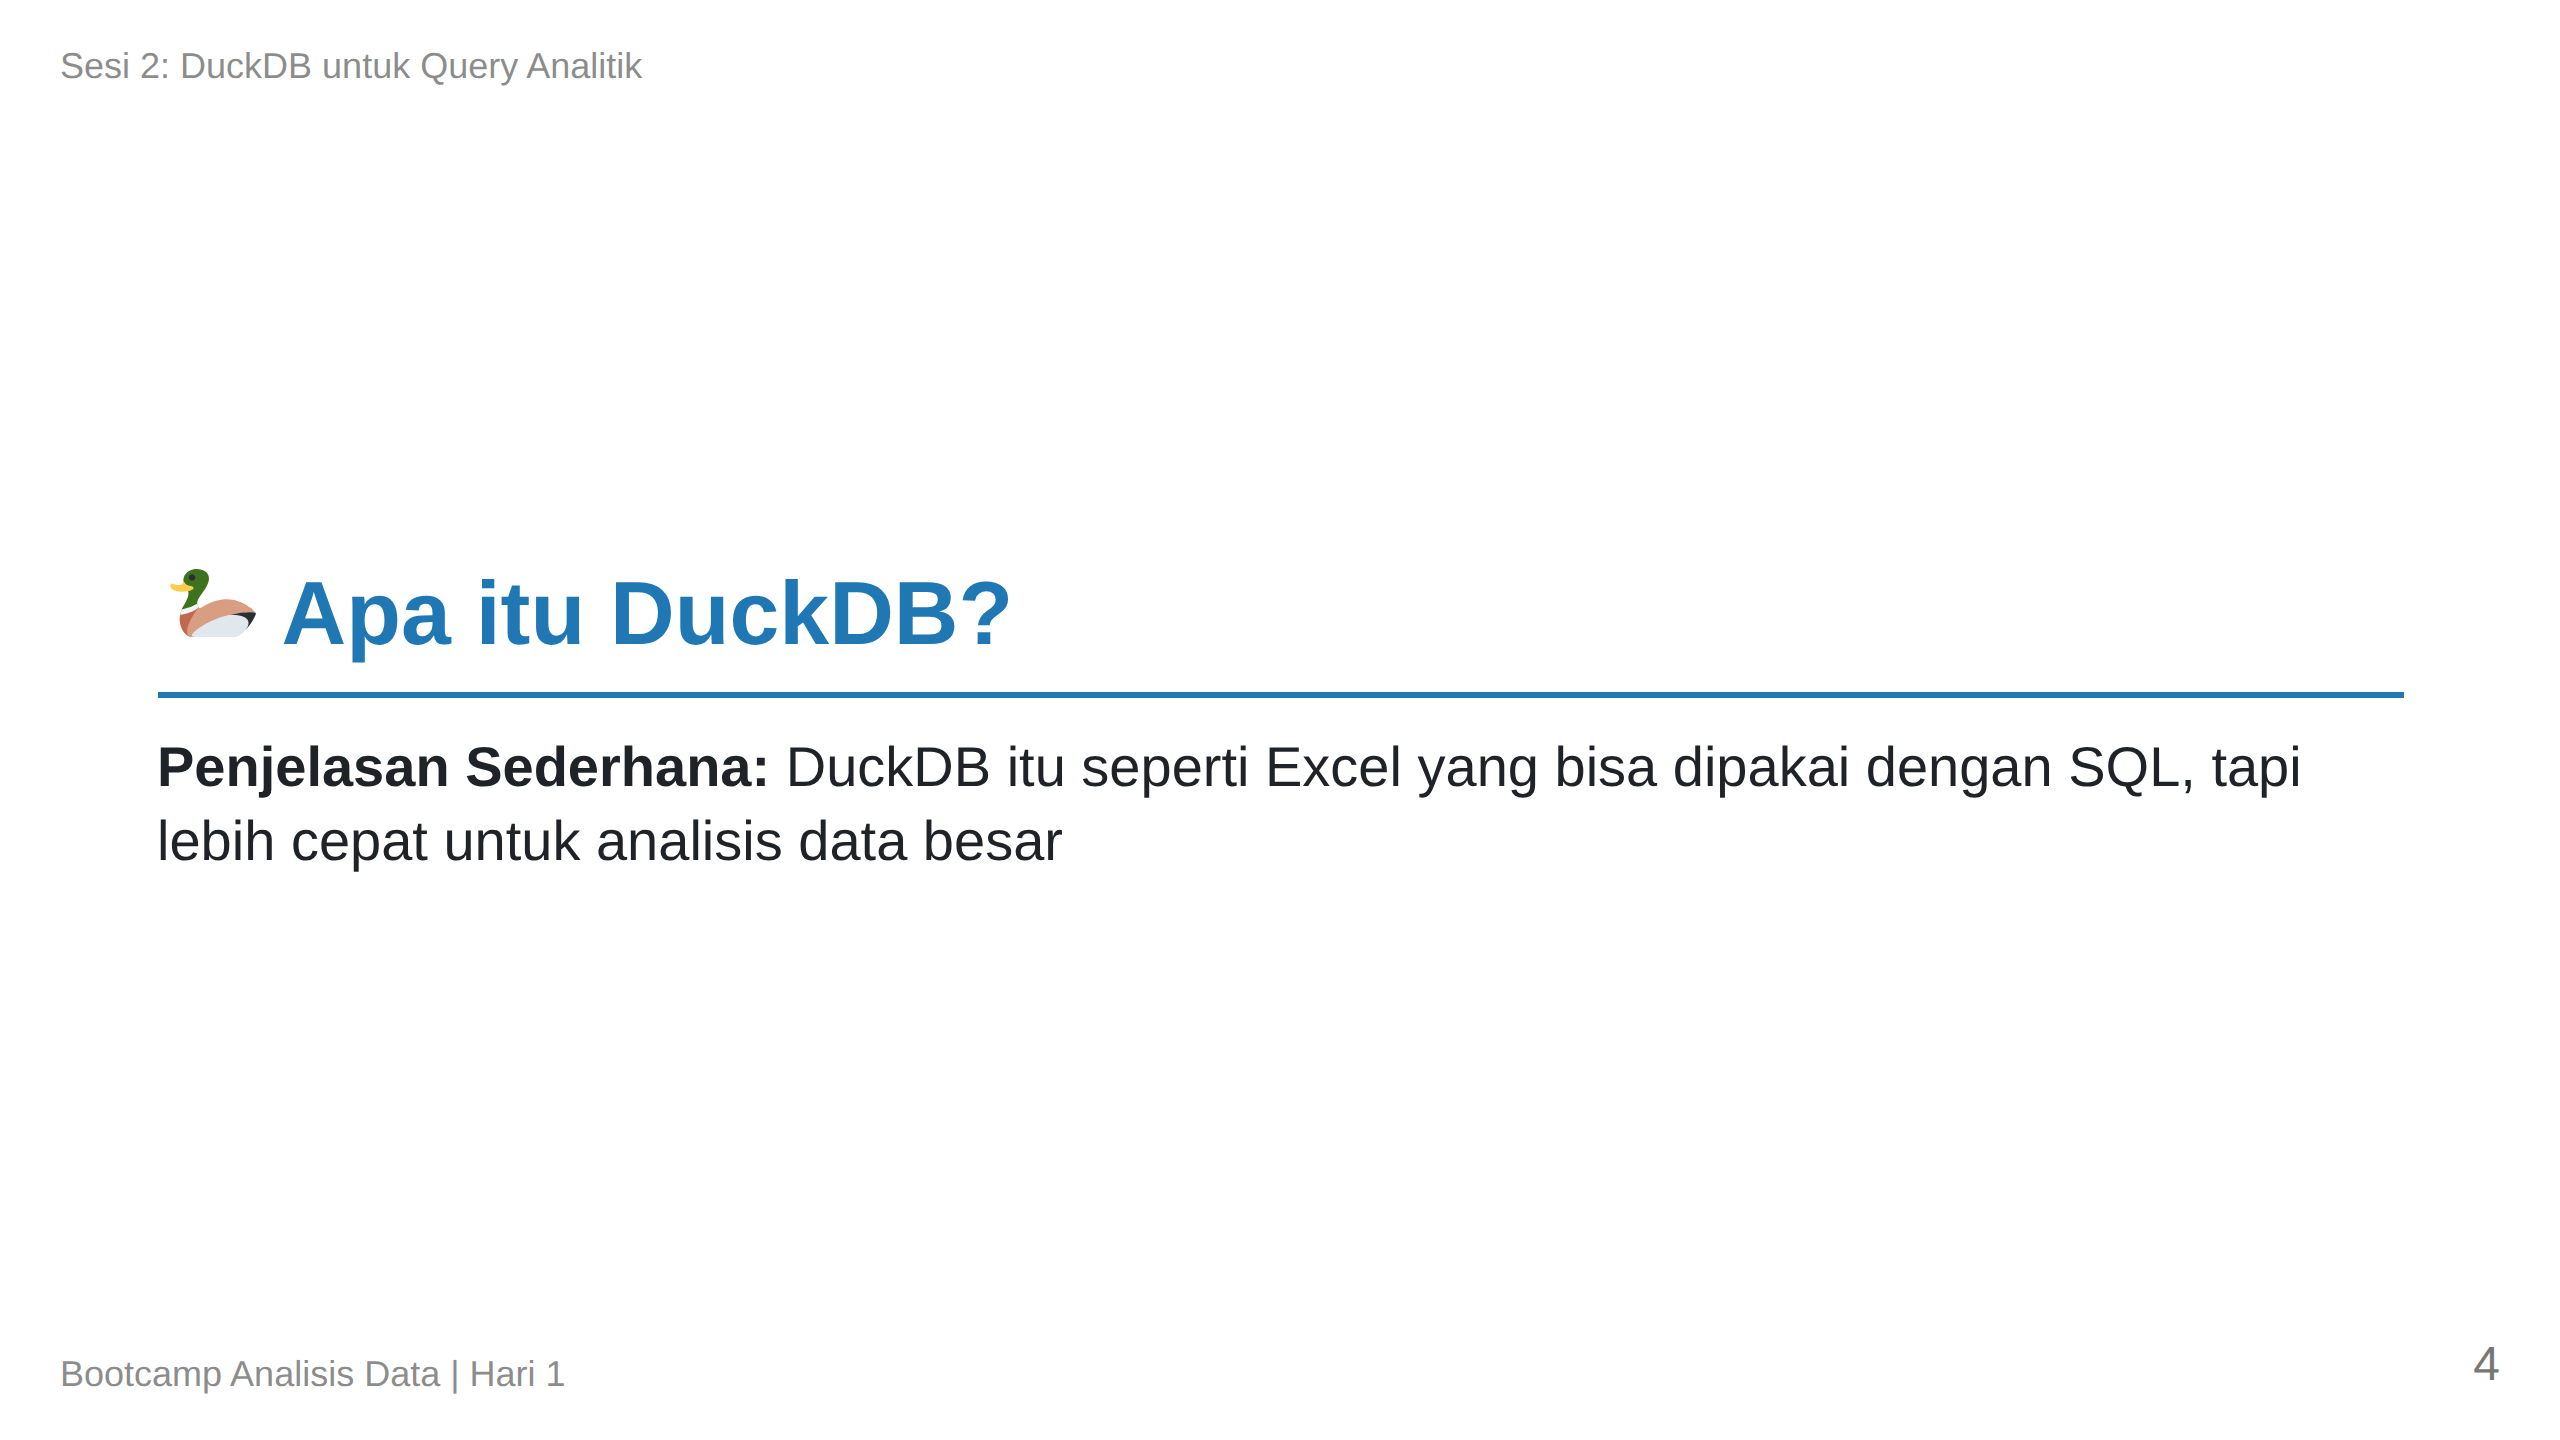 Sesi 2: DuckDB untuk Query Analitik
🦆 Apa itu DuckDB?
Penjelasan Sederhana: DuckDB itu seperti Excel yang bisa dipakai dengan SQL, tapi
lebih cepat untuk analisis data besar
Bootcamp Analisis Data | Hari 1
4